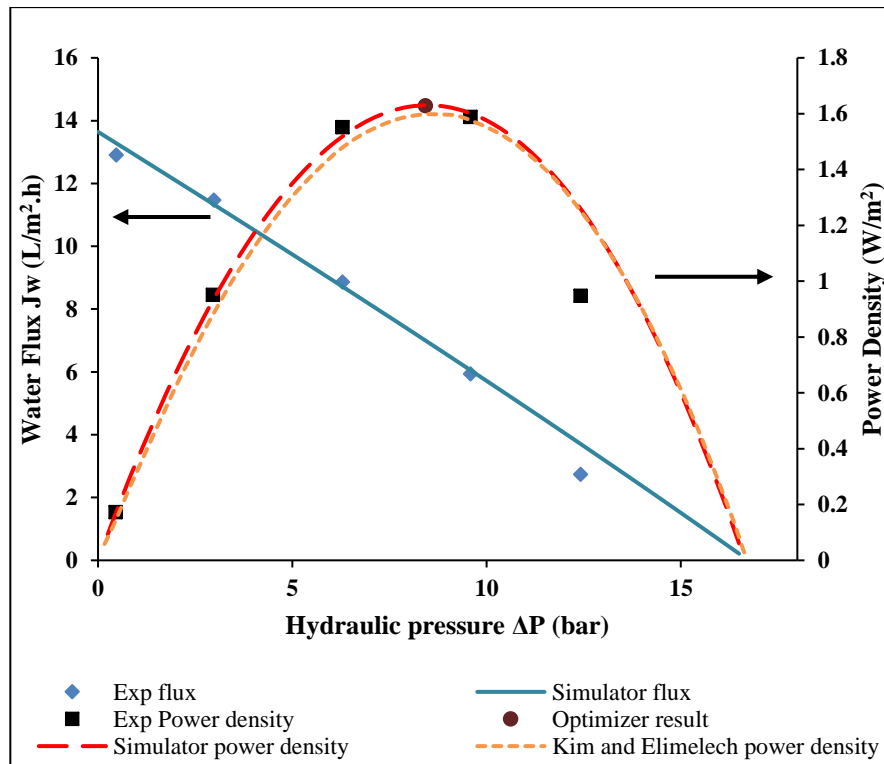 16
14
12
10
8
6
4
2
0
Water Flux Jw (L/m².h)
1.8
1.6
1.4
1.2
1
0.8
0.6
0.4
0.2
0
Power Density (W/m²)
0 5 10 15
Hydraulic pressure ΔP (bar)
Exp flux Simulator flux
Exp Power density Optimizer result
Simulator power density Kim and Elimelech power density